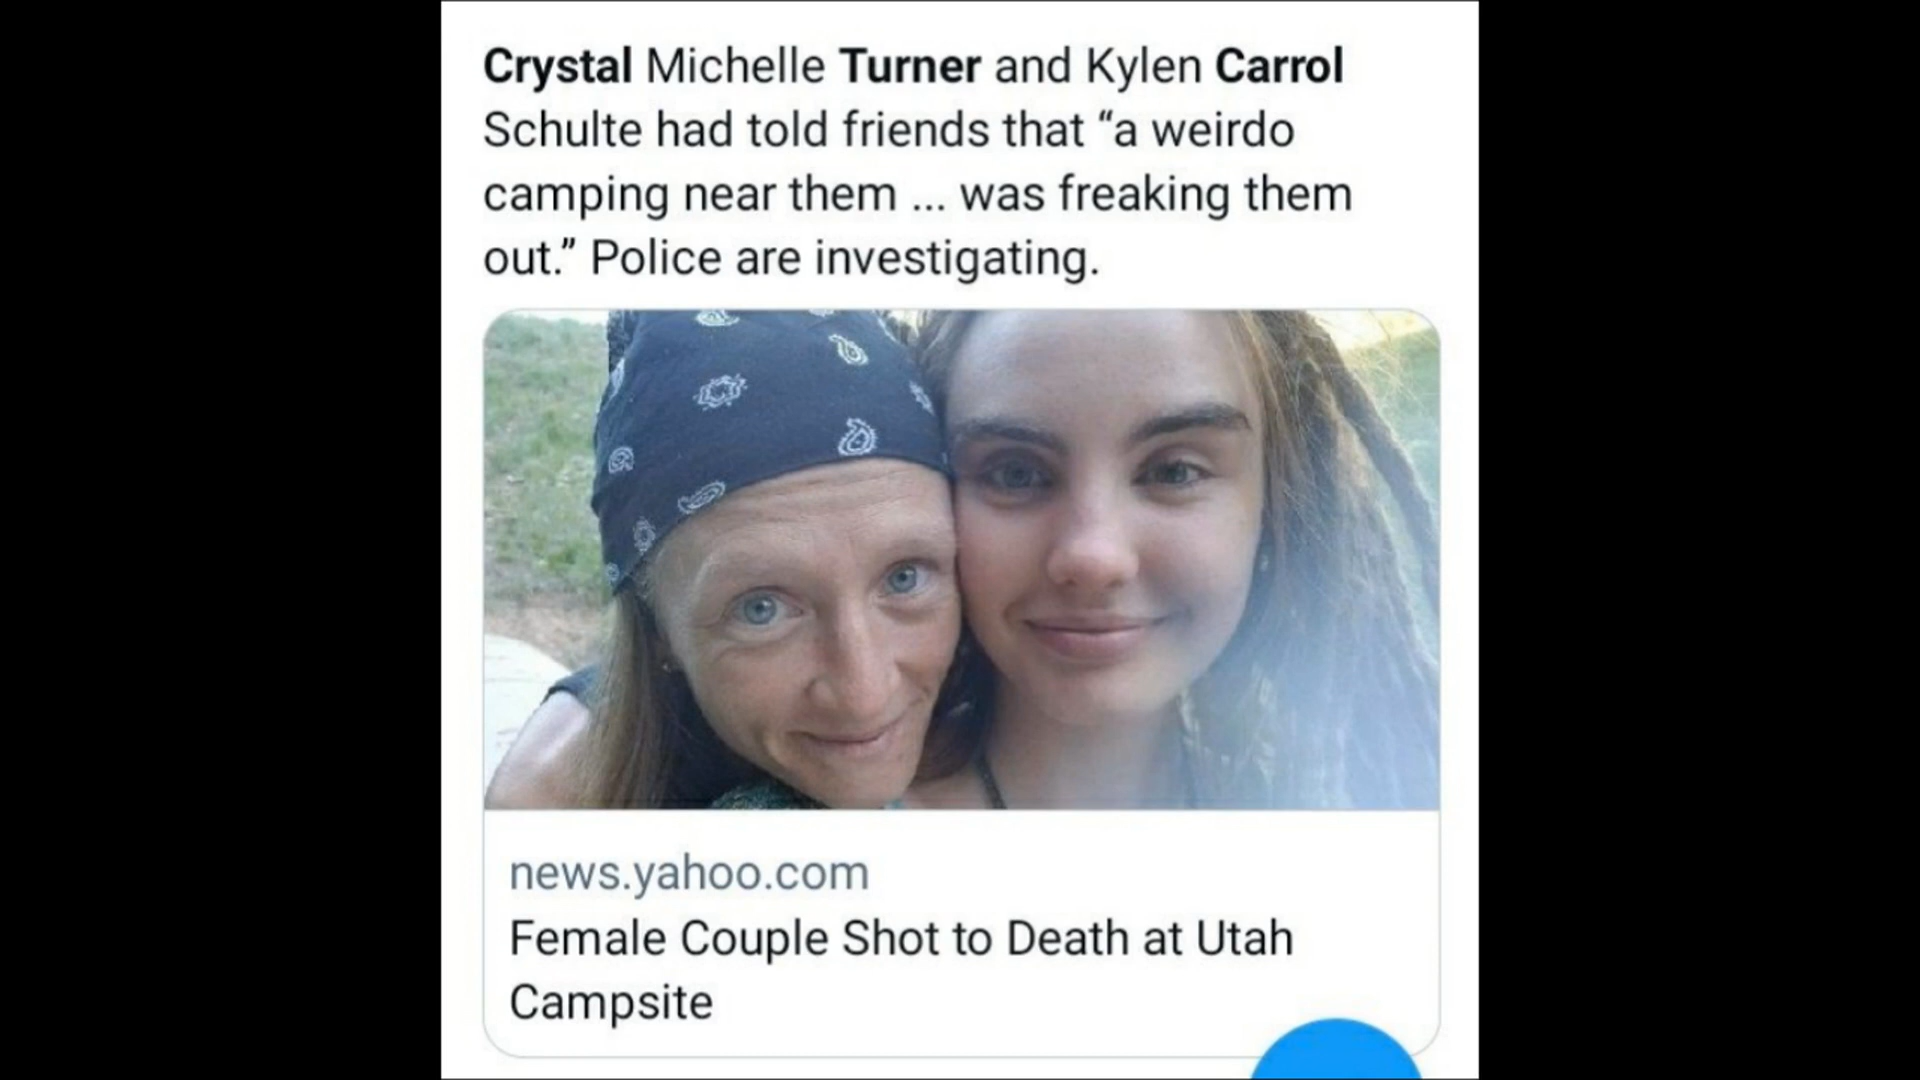 Crystal Michelle Turner and Kylen Carrol
Schulte had told friends that “a weirdo
camping near them ... was freaking them
out.” Police are investigating.
news.yahoo.com
Female Couple Shot to Death at Utah
Campsite